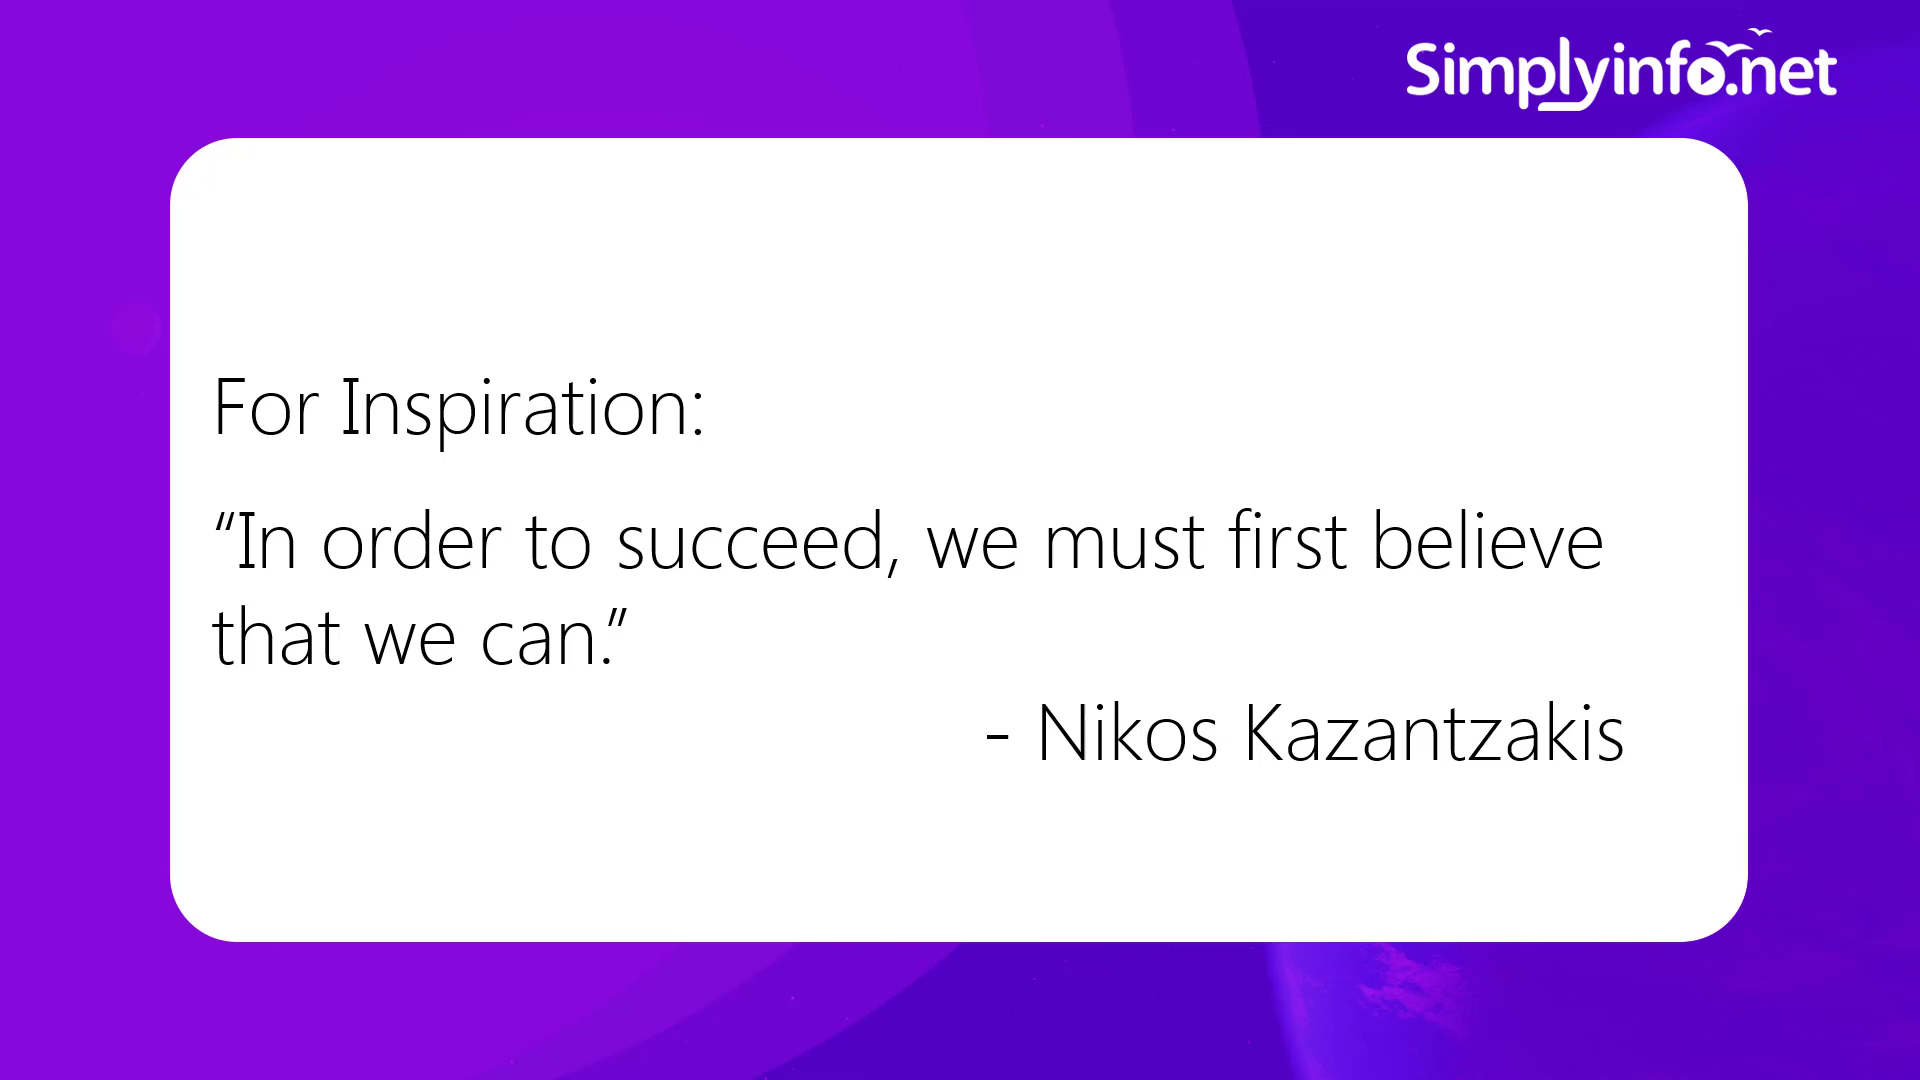 Simplyinfo.net
For Inspiration:
“In order to succeed, we must first believe
that we can.”
- Nikos Kazantzakis